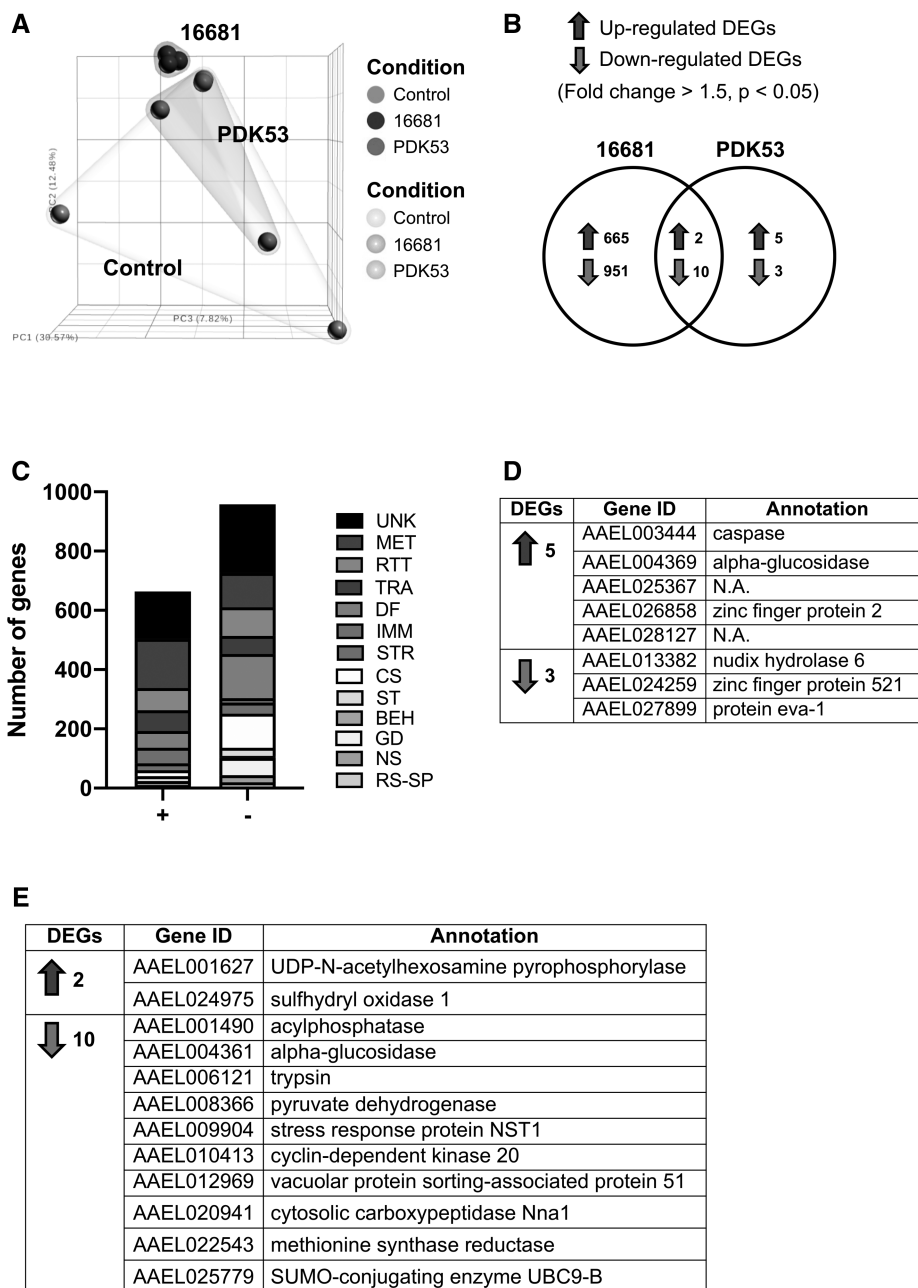 A
16681
PDK53
Control
PC2 (12.48%)
PC3 (7.82%)
PC1 (39.57%)
Condition
Control
16681
PDK53
Condition
Control
16681
PDK53
B
Up-regulated DEGs
Down-regulated DEGs
(Fold change > 1.5, p < 0.05)
16681 PDK53
665 2 5
951 10 3
C
Number of genes
1000
800
600
400
200
0
+ -
UNK
MET
RTT
TRA
DF
IMM
STR
CS
ST
BEH
GD
NS
RS-SP
D
DEGs Gene ID Annotation
5
AAEL003444 caspase
AAEL004369 alpha-glucosidase
AAEL025367 N.A.
AAEL026858 zinc finger protein 2
AAEL028127 N.A.
3
AAEL013382 nudix hydrolase 6
AAEL024259 zinc finger protein 521
AAEL027899 protein eva-1
E
DEGs Gene ID Annotation
2
AAEL001627 UDP-N-acetylhexosamine pyrophosphorylase
AAEL024975 sulfhydryl oxidase 1
10
AAEL001490 acylphosphatase
AAEL004361 alpha-glucosidase
AAEL006121 trypsin
AAEL008366 pyruvate dehydrogenase
AAEL009904 stress response protein NST1
AAEL010413 cyclin-dependent kinase 20
AAEL012969 vacuolar protein sorting-associated protein 51
AAEL020941 cytosolic carboxypeptidase Nna1
AAEL022543 methionine synthase reductase
AAEL025779 SUMO-conjugating enzyme UBC9-B